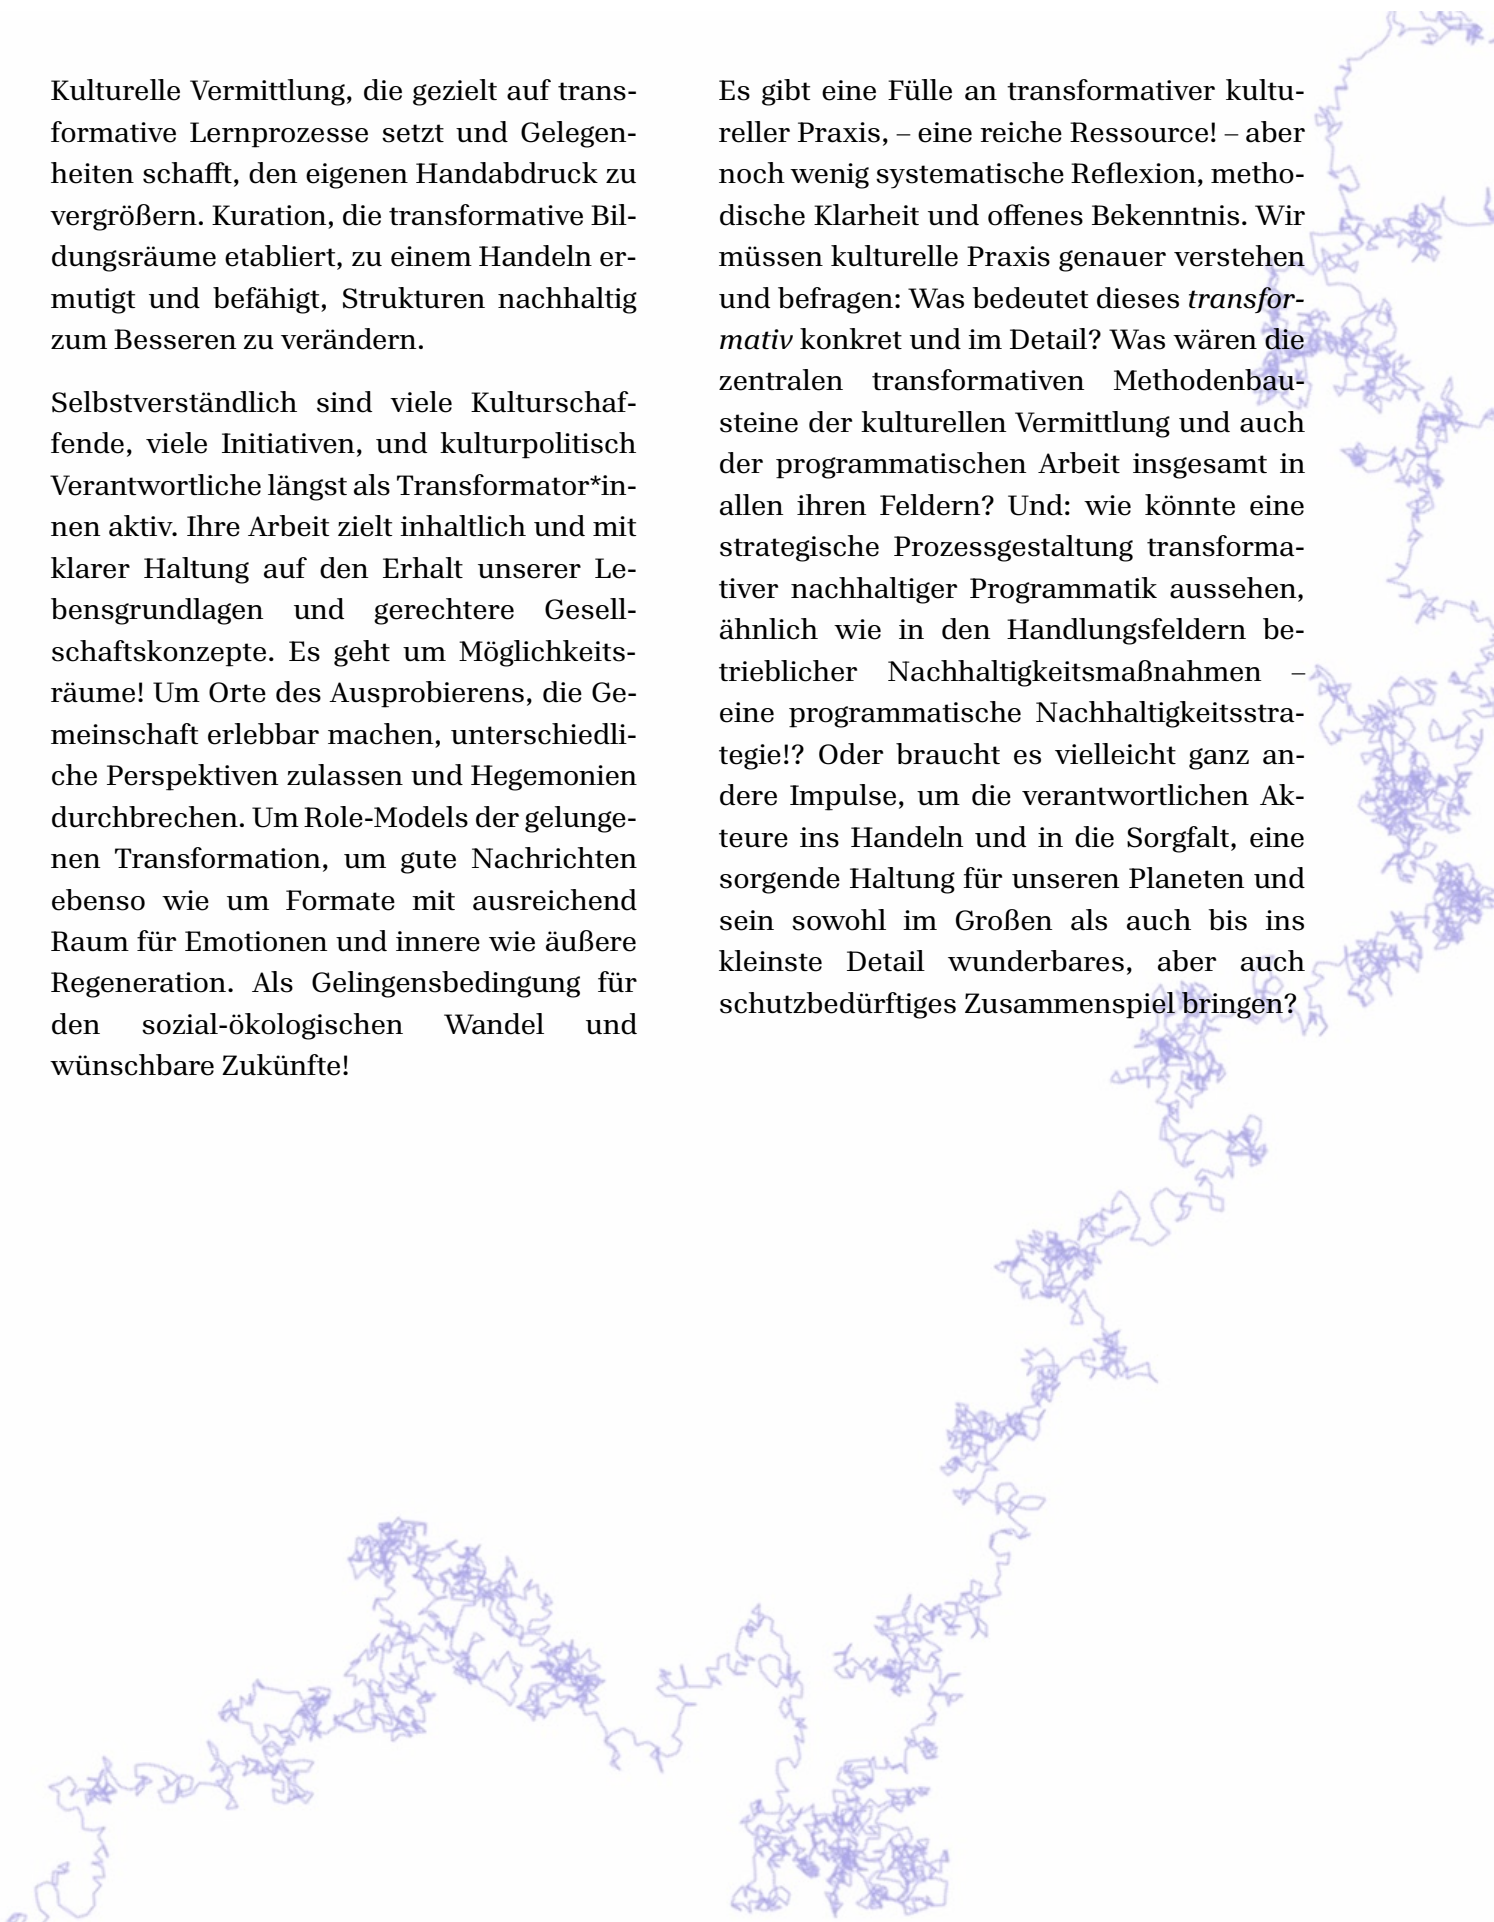 Kulturelle Vermittlung, die gezielt auf trans-
formative Lernprozesse setzt und Gelegen-
heiten schafft, den eigenen Handabdruck zu
vergrößern. Kuration, die transformative Bil-
dungsräume etabliert, zu einem Handeln er-
mutigt und befähigt, Strukturen nachhaltig
zum Besseren zu verändern.
Selbstverständlich sind viele Kulturschaf-
fende, viele Initiativen, und kulturpolitisch
Verantwortliche längst als Transformator*in-
nen aktiv. Ihre Arbeit zielt inhaltlich und mit
klarer Haltung auf den Erhalt unserer Le-
bensgrundlagen und gerechtere Gesell-
schaftskonzepte. Es geht um Möglichkeits-
räume! Um Orte des Ausprobierens, die Ge-
meinschaft erlebbar machen, unterschiedli-
che Perspektiven zulassen und Hegemonien
durchbrechen. Um Role-Models der gelunge-
nen Transformation, um gute Nachrichten
ebenso wie um Formate mit ausreichend
Raum für Emotionen und innere wie äußere
Regeneration. Als Gelingensbedingung für
den sozial-ökologischen Wandel und
wünschbare Zukünfte!
Es gibt eine Fülle an transformativer kultu-
reller Praxis, – eine reiche Ressource! – aber
noch wenig systematische Reflexion, metho-
dische Klarheit und offenes Bekenntnis. Wir
müssen kulturelle Praxis genauer verstehen
und befragen: Was bedeutet dieses transfor-
mativ konkret und im Detail? Was wären die
zentralen transformativen Methodenbau-
steine der kulturellen Vermittlung und auch
der programmatischen Arbeit insgesamt in
allen ihren Feldern? Und: wie könnte eine
strategische Prozessgestaltung transforma-
tiver nachhaltiger Programmatik aussehen,
ähnlich wie in den Handlungsfeldern be-
trieblicher Nachhaltigkeitsmaßnahmen –
eine programmatische Nachhaltigkeitsstra-
tegie!? Oder braucht es vielleicht ganz an-
dere Impulse, um die verantwortlichen Ak-
teure ins Handeln und in die Sorgfalt, eine
sorgende Haltung für unseren Planeten und
sein sowohl im Großen als auch bis ins
kleinste Detail wunderbares, aber auch
schutzbedürftiges Zusammenspiel bringen?